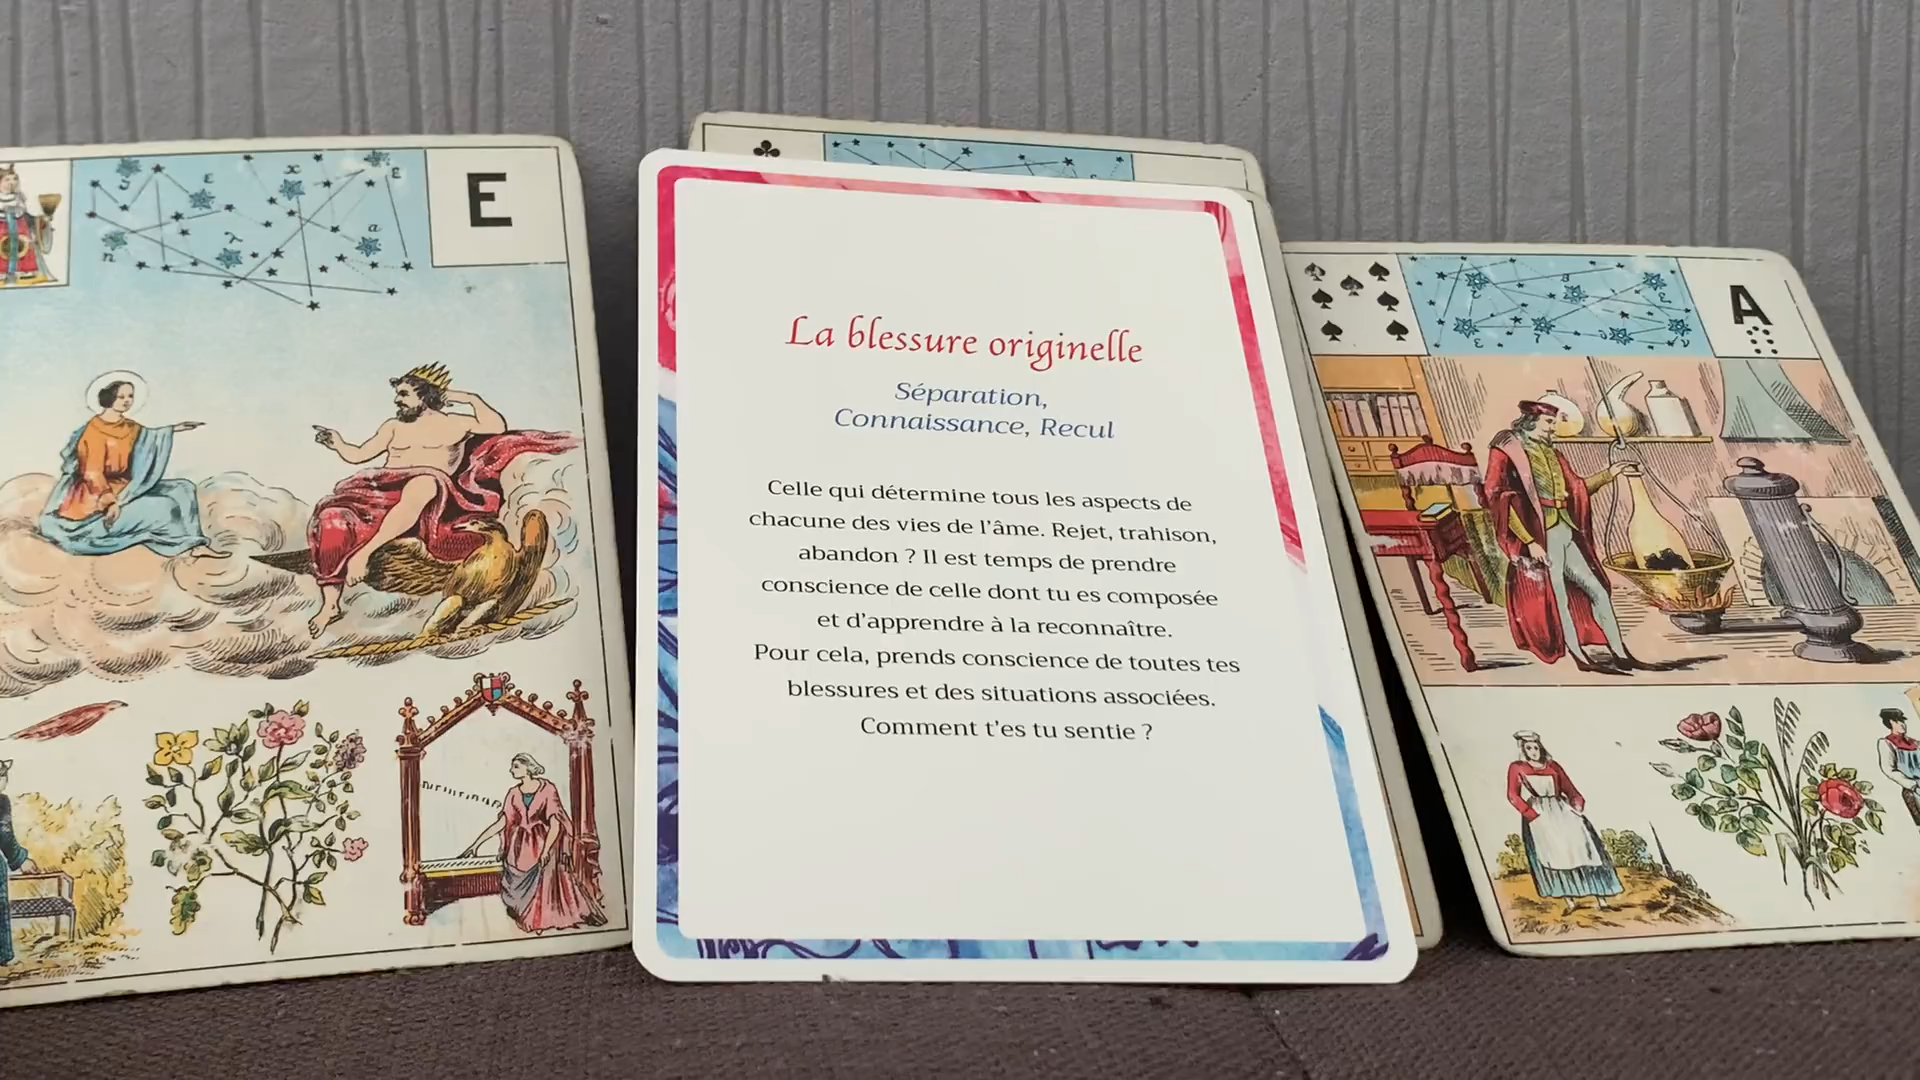 E
La blessure originelle
Séparation,
Connaissance, Recul
Celle qui détermine tous les aspects de
chacune des vies de l'âme. Rejet, trahison,
abandon ? Il est temps de prendre
conscience de celle dont tu es composée
et d'apprendre à la reconnaître.
Pour cela, prends conscience de toutes tes
blessures et des situations associées.
Comment t'es tu sentie ?
A